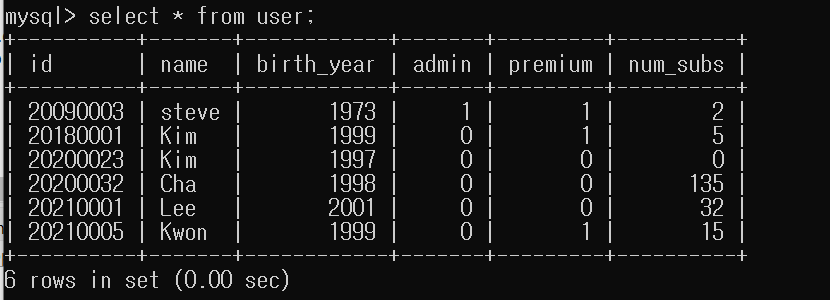 mysql> select * from user;
+----------+-------+------------+-------+---------+----------+
| id       | name  | birth_year | admin | premium | num_subs |
+----------+-------+------------+-------+---------+----------+
| 20090003 | steve |       1973 |     1 |       1 |        2 |
| 20180001 | Kim   |       1999 |     0 |       1 |        5 |
| 20200023 | Kim   |       1997 |     0 |       0 |        0 |
| 20200032 | Cha   |       1998 |     0 |       0 |      135 |
| 20210001 | Lee   |       2001 |     0 |       0 |       32 |
| 20210005 | Kwon  |       1999 |     0 |       1 |       15 |
+----------+-------+------------+-------+---------+----------+
6 rows in set (0.00 sec)